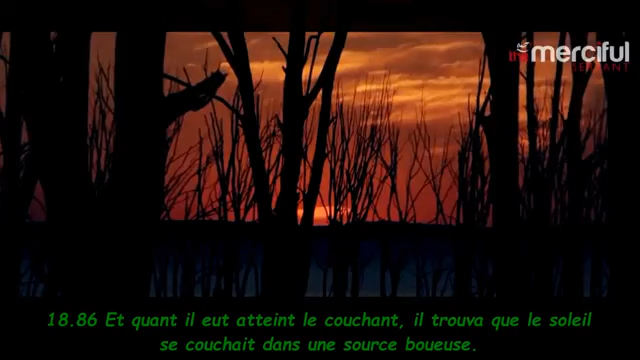 the merciful
SERVANT
18.86 Et quant il eut atteint le couchant, il trouva que le soleil
se couchait dans une source boueuse.